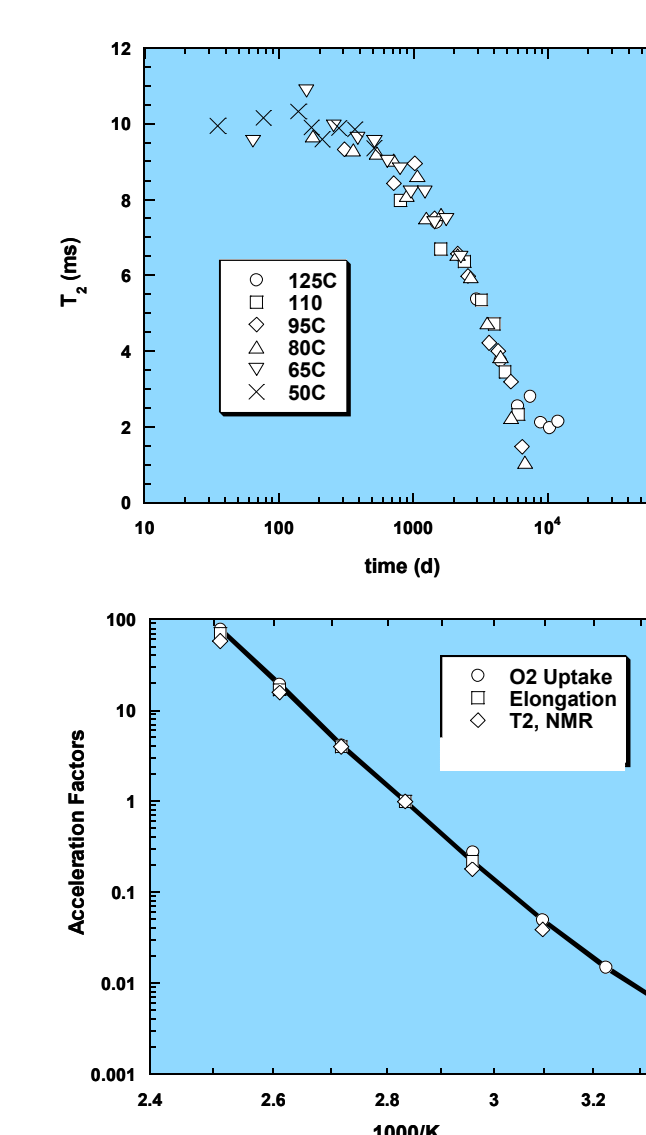 12
10
8
6
4
2
0
T2 (ms)
125C
110
95C
80C
65C
50C
10
100
1000
10^4
time (d)
100
10
1
0.1
0.01
0.001
Acceleration Factors
O2 Uptake
Elongation
T2, NMR
2.4
2.6
2.8
3
3.2
1000/K